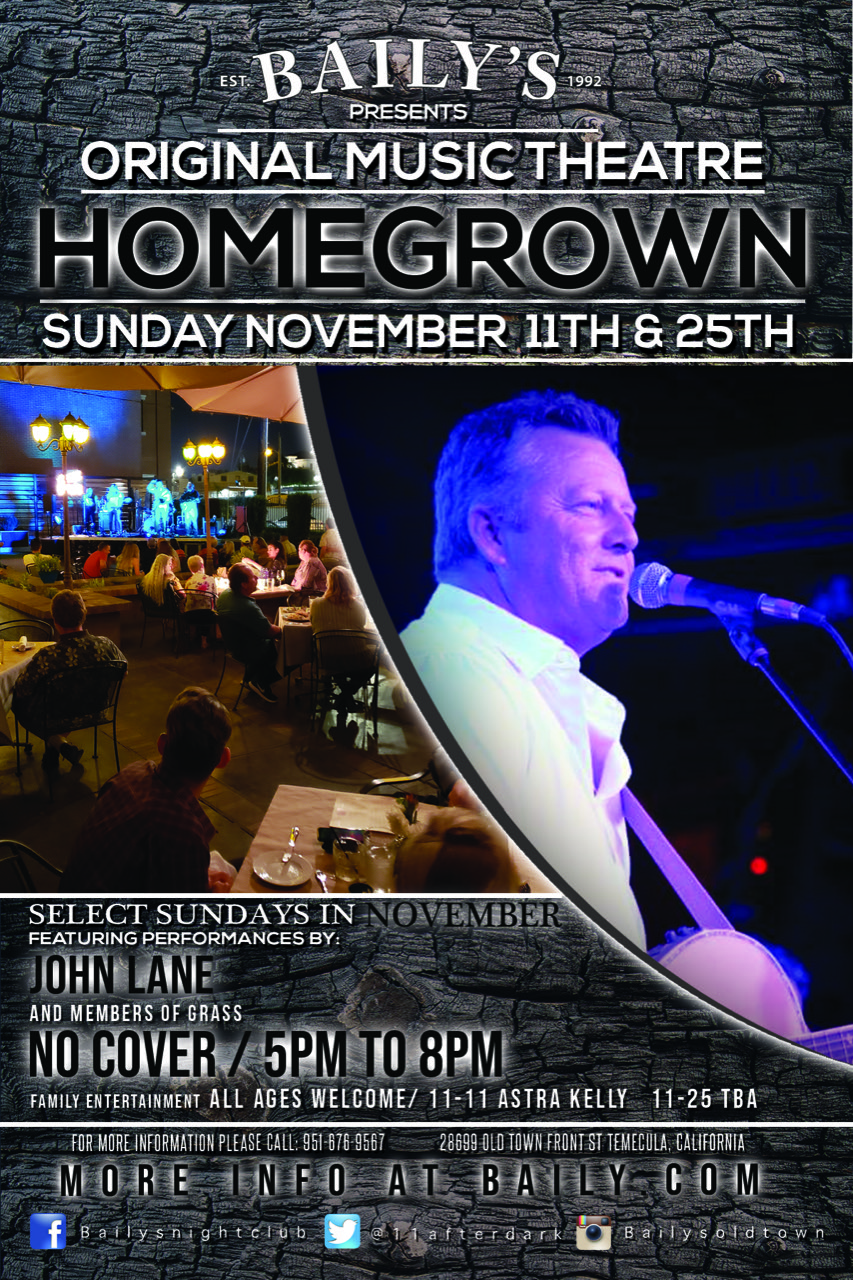 EST. BAILY'S 1992
PRESENTS
ORIGINAL MUSIC THEATRE
HOMEGROWN
SUNDAY NOVEMBER 11TH & 25TH
SELECT SUNDAYS IN NOVEMBER
FEATURING PERFORMANCES BY:
JOHN LANE
AND MEMBERS OF GRASS
NO COVER / 5PM TO 8PM
FAMILY ENTERTAINMENT ALL AGES WELCOME/ 11-11 ASTRA KELLY 11-25 TBA
FOR MORE INFORMATION PLEASE CALL: 951-676-9567 28699 OLD TOWN FRONT ST TEMECULA, CALIFORNIA
MORE INFO AT BAILY.COM
f Bailysnightclub @11afterdark Bailysoldtown